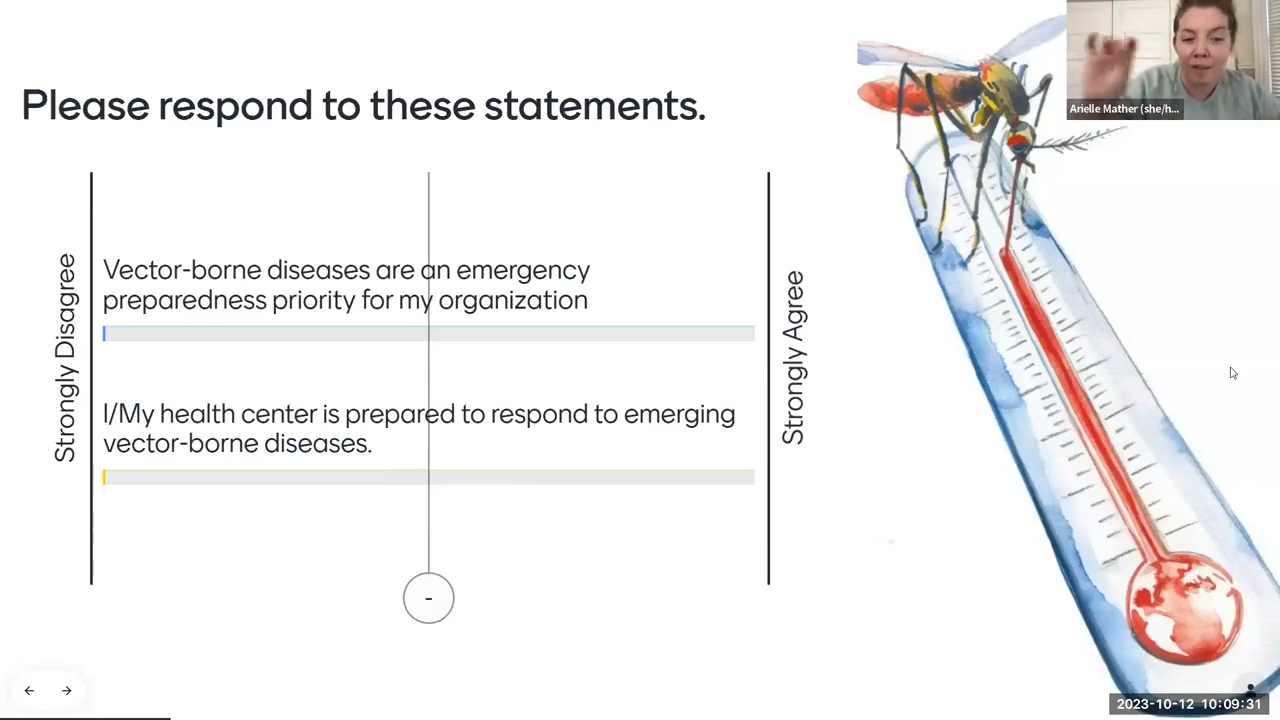 Please respond to these statements.
Strongly Disagree
Vector-borne diseases are an emergency
preparedness priority for my organization
I/My health center is prepared to respond to emerging
vector-borne diseases.
Strongly Agree
-
Arielle Mather (she/h...
2023-10-12 10:09:31